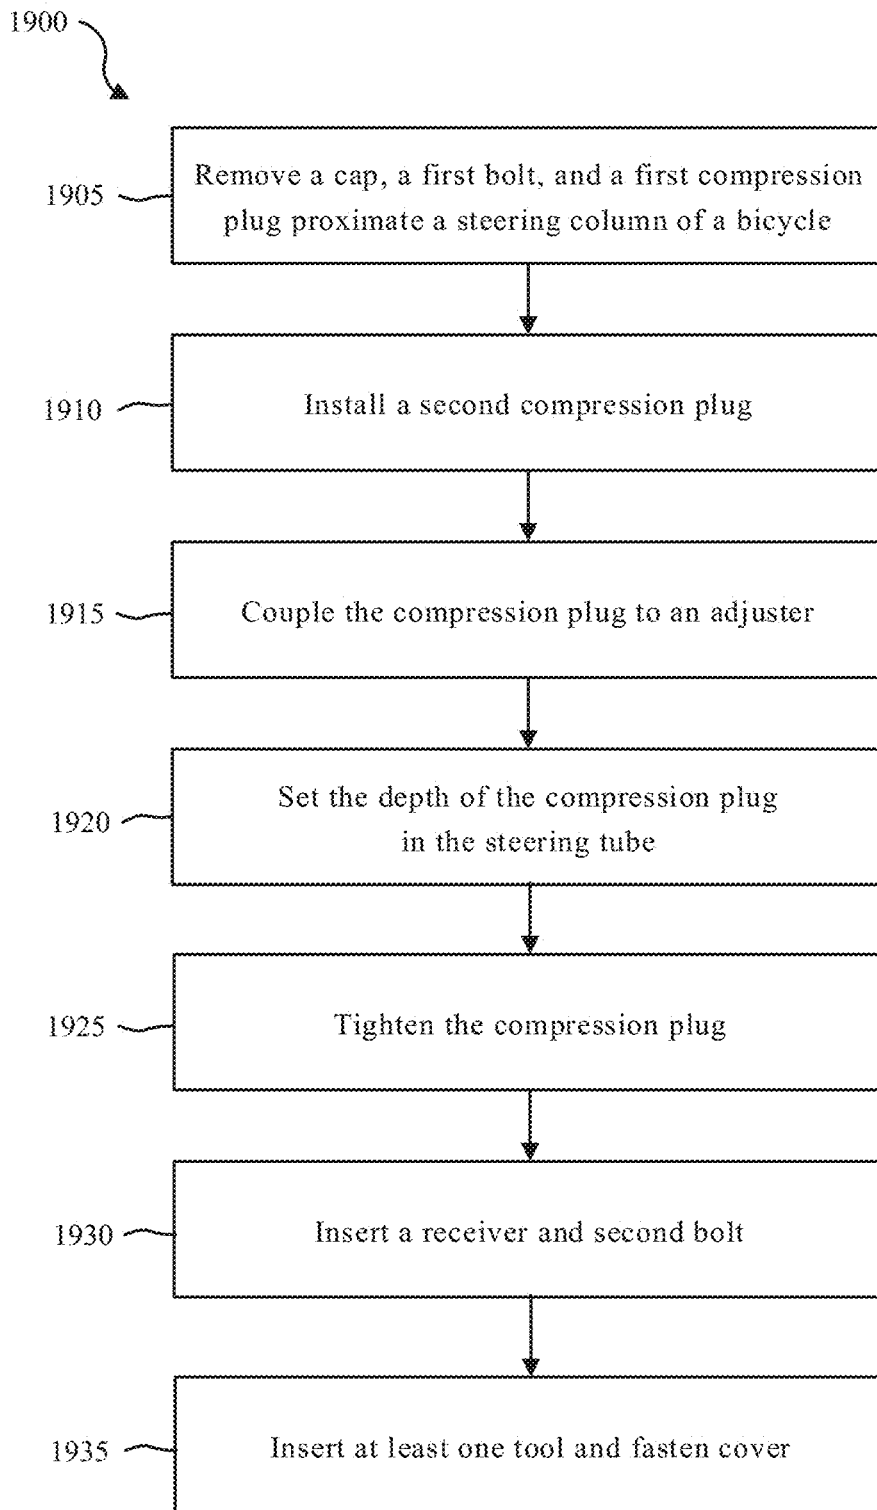 1900
1905
Remove a cap, a first bolt, and a first compression
plug proximate a steering column of a bicycle
1910
Install a second compression plug
1915
Couple the compression plug to an adjuster
1920
Set the depth of the compression plug
in the steering tube
1925
Tighten the compression plug
1930
Insert a receiver and second bolt
1935
Insert at least one tool and fasten cover